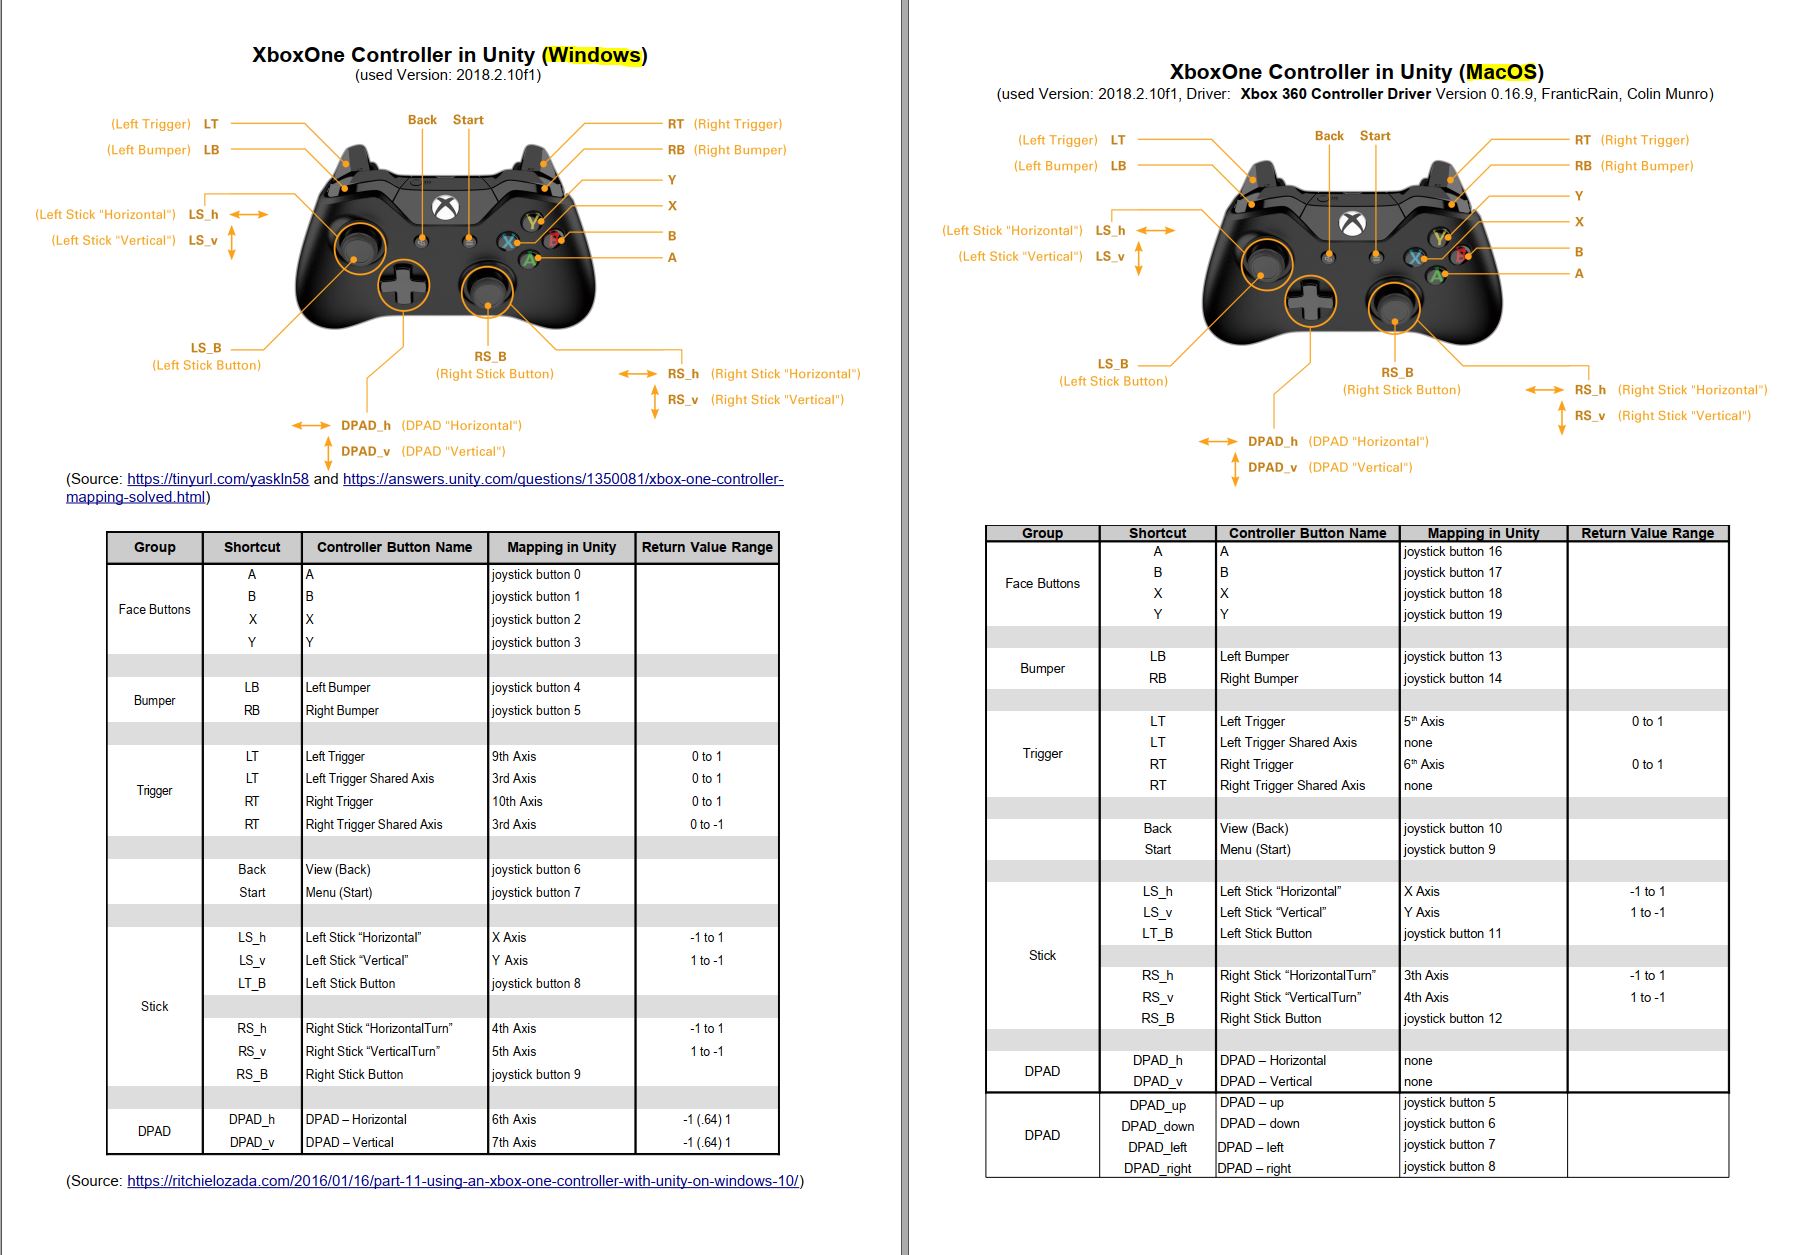 XboxOne Controller in Unity (Windows)
(used Version: 2018.2.10f1)
(Left Trigger) LT
Back Start
RT (Right Trigger)
(Left Bumper) LB
RB (Right Bumper)
Y
X
(Left Stick "Horizontal") LS_h
(Left Stick "Vertical") LS_v
B
A
Y
X B
A
LS_B
(Left Stick Button)
RS_B
(Right Stick Button)
RS_h (Right Stick "Horizontal")
RS_v (Right Stick "Vertical")
DPAD_h (DPAD "Horizontal")
DPAD_v (DPAD "Vertical")
(Source: https://tinyurl.com/yaskln58 and https://answers.unity.com/questions/1350081/xbox-one-controller-
mapping-solved.html)
Group Shortcut Controller Button Name Mapping in Unity Return Value Range
Face Buttons
A A joystick button 0
B B joystick button 1
X X joystick button 2
Y Y joystick button 3
Bumper
LB Left Bumper joystick button 4
RB Right Bumper joystick button 5
Trigger
LT Left Trigger 9th Axis 0 to 1
LT Left Trigger Shared Axis 3rd Axis 0 to 1
RT Right Trigger 10th Axis 0 to 1
RT Right Trigger Shared Axis 3rd Axis 0 to -1
Back View (Back) joystick button 6
Start Menu (Start) joystick button 7
Stick
LS_h Left Stick “Horizontal” X Axis -1 to 1
LS_v Left Stick “Vertical” Y Axis 1 to -1
LT_B Left Stick Button joystick button 8
RS_h Right Stick “HorizontalTurn” 4th Axis -1 to 1
RS_v Right Stick “VerticalTurn” 5th Axis 1 to -1
RS_B Right Stick Button joystick button 9
DPAD
DPAD_h DPAD – Horizontal 6th Axis -1 (.64) 1
DPAD_v DPAD – Vertical 7th Axis -1 (.64) 1
(Source: https://ritchielozada.com/2016/01/16/part-11-using-an-xbox-one-controller-with-unity-on-windows-10/)
XboxOne Controller in Unity (MacOS)
(used Version: 2018.2.10f1, Driver: Xbox 360 Controller Driver Version 0.16.9, FranticRain, Colin Munro)
(Left Trigger) LT
Back Start
RT (Right Trigger)
(Left Bumper) LB
RB (Right Bumper)
Y
X
(Left Stick "Horizontal") LS_h
(Left Stick "Vertical") LS_v
B
A
Y
X B
A
LS_B
(Left Stick Button)
RS_B
(Right Stick Button)
RS_h (Right Stick "Horizontal")
RS_v (Right Stick "Vertical")
DPAD_h (DPAD "Horizontal")
DPAD_v (DPAD "Vertical")
Group Shortcut Controller Button Name Mapping in Unity Return Value Range
Face Buttons
A A joystick button 16
B B joystick button 17
X X joystick button 18
Y Y joystick button 19
Bumper
LB Left Bumper joystick button 13
RB Right Bumper joystick button 14
Trigger
LT Left Trigger 5th Axis 0 to 1
LT Left Trigger Shared Axis none
RT Right Trigger 6th Axis 0 to 1
RT Right Trigger Shared Axis none
Back View (Back) joystick button 10
Start Menu (Start) joystick button 9
Stick
LS_h Left Stick “Horizontal” X Axis -1 to 1
LS_v Left Stick “Vertical” Y Axis 1 to -1
LT_B Left Stick Button joystick button 11
RS_h Right Stick “HorizontalTurn” 3th Axis -1 to 1
RS_v Right Stick “VerticalTurn” 4th Axis 1 to -1
RS_B Right Stick Button joystick button 12
DPAD
DPAD_h DPAD – Horizontal none
DPAD_v DPAD – Vertical none
DPAD
DPAD_up DPAD – up joystick button 5
DPAD_down DPAD – down joystick button 6
DPAD_left DPAD – left joystick button 7
DPAD_right DPAD – right joystick button 8